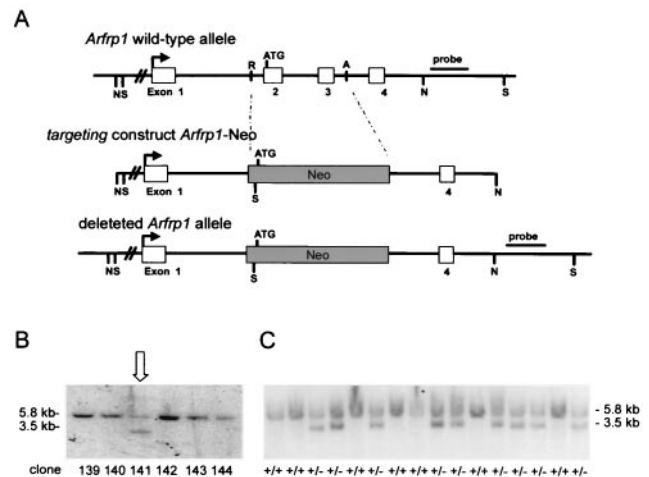 A
Arfrp1 wild-type allele
R ATG A probe
NS Exon 1 2 3 4 N S
targeting construct Arfrp1-Neo
ATG
Neo
NS Exon 1 S 4 N
deleteted Arfrp1 allele
ATG probe
Neo
NS Exon 1 S 4 N S
B
5.8 kb-
3.5 kb-
clone 139 140 141 142 143 144
C
- 5.8 kb
- 3.5 kb
+/+ +/+ +/- +/- +/+ +/- +/+ +/+ +/- +/- +/+ +/- +/- +/- +/+ +/-